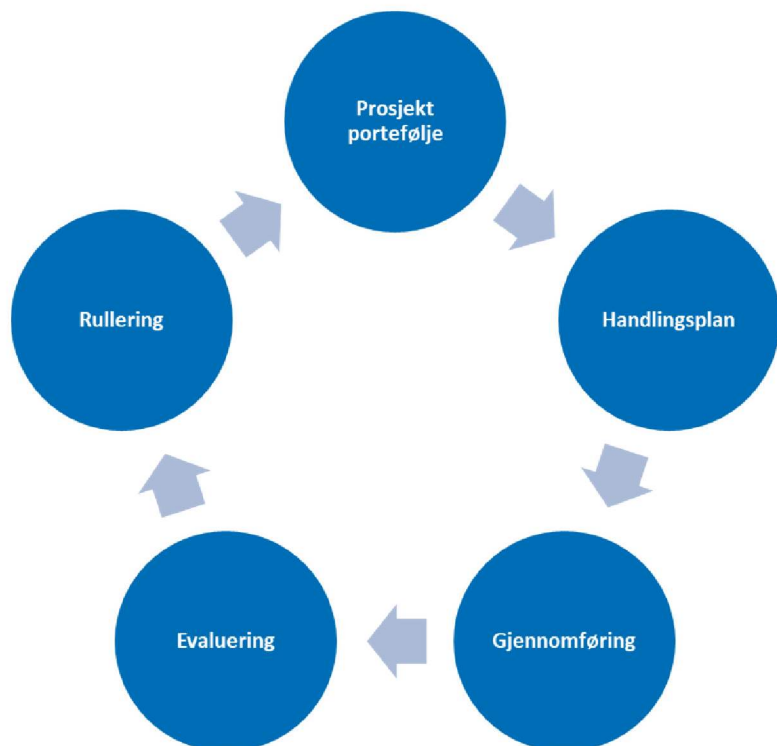 Prosjekt
portefølje
Handlingsplan
Gjennomføring
Evaluering
Rullering